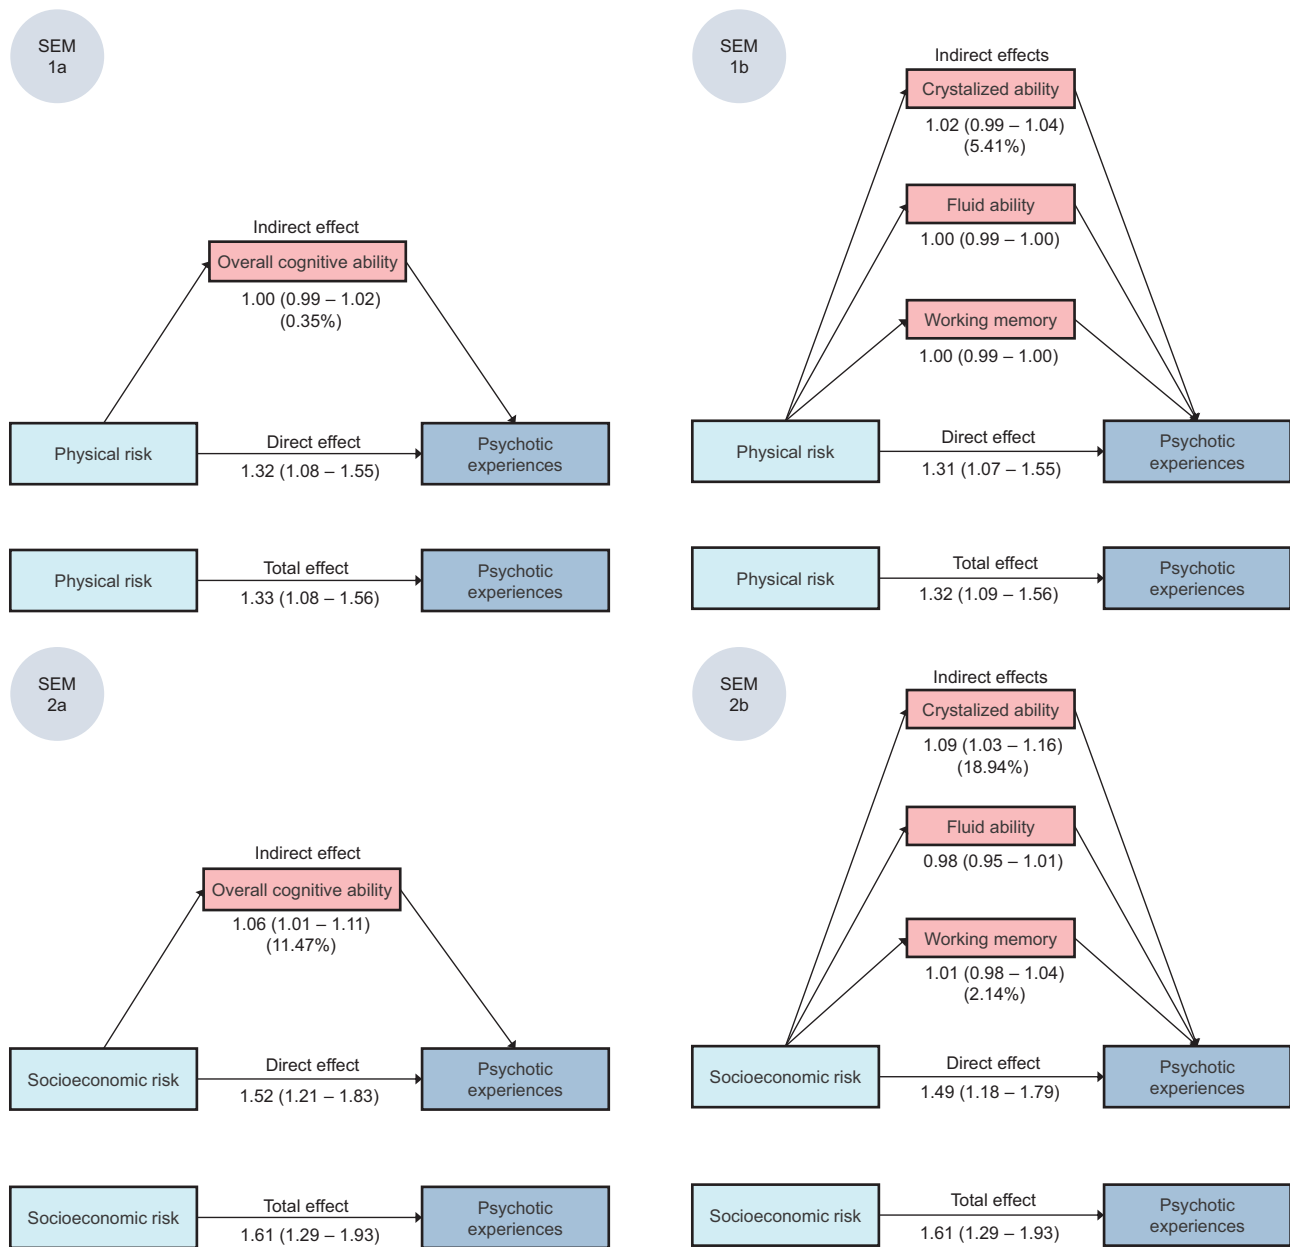 SEM
1a
Indirect effect
Overall cognitive ability
1.00 (0.99 – 1.02)
(0.35%)
Physical risk
Direct effect
1.32 (1.08 – 1.55)
Psychotic
experiences
Physical risk
Total effect
1.33 (1.08 – 1.56)
Psychotic
experiences
SEM
1b
Indirect effects
Crystalized ability
1.02 (0.99 – 1.04)
(5.41%)
Fluid ability
1.00 (0.99 – 1.00)
Working memory
1.00 (0.99 – 1.00)
Physical risk
Direct effect
1.31 (1.07 – 1.55)
Psychotic
experiences
Physical risk
Total effect
1.32 (1.09 – 1.56)
Psychotic
experiences
SEM
2a
Indirect effect
Overall cognitive ability
1.06 (1.01 – 1.11)
(11.47%)
Socioeconomic risk
Direct effect
1.52 (1.21 – 1.83)
Psychotic
experiences
Socioeconomic risk
Total effect
1.61 (1.29 – 1.93)
Psychotic
experiences
SEM
2b
Indirect effects
Crystalized ability
1.09 (1.03 – 1.16)
(18.94%)
Fluid ability
0.98 (0.95 – 1.01)
Working memory
1.01 (0.98 – 1.04)
(2.14%)
Socioeconomic risk
Direct effect
1.49 (1.18 – 1.79)
Psychotic
experiences
Socioeconomic risk
Total effect
1.61 (1.29 – 1.93)
Psychotic
experiences